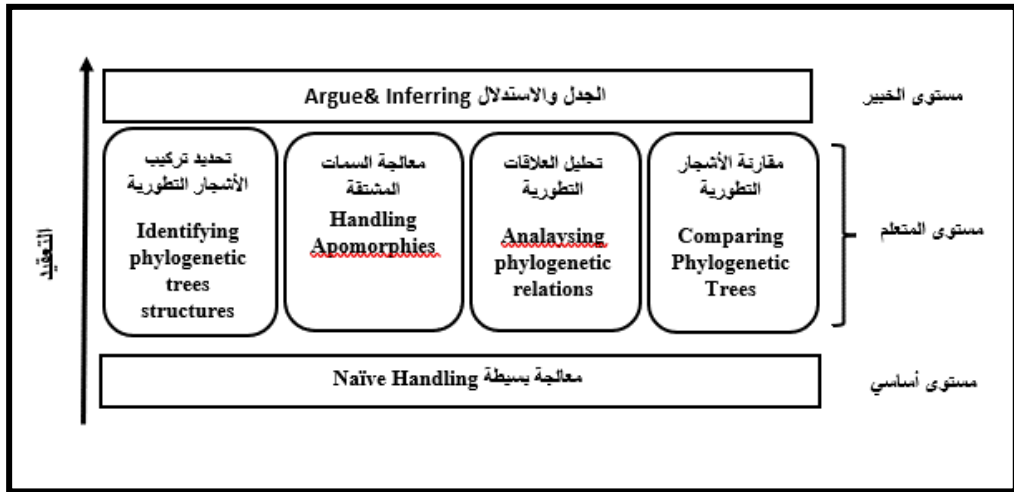 الجدل والاستدلال Argue& Inferring
مستوى الخبير
مقارنة الأشجار
التطورية
Comparing
Phylogenetic
Trees
تحليل العلاقات
التطورية
Analaysing
phylogenetic
relations
معالجة السمات
المشتقة
Handling
Apomorphies
تحديد تركيب
الأشجار التطورية
Identifying
phylogenetic
trees
structures
مستوى المتعلم
معالجة بسيطة Naïve Handling
مستوى أساسي
التعقيد